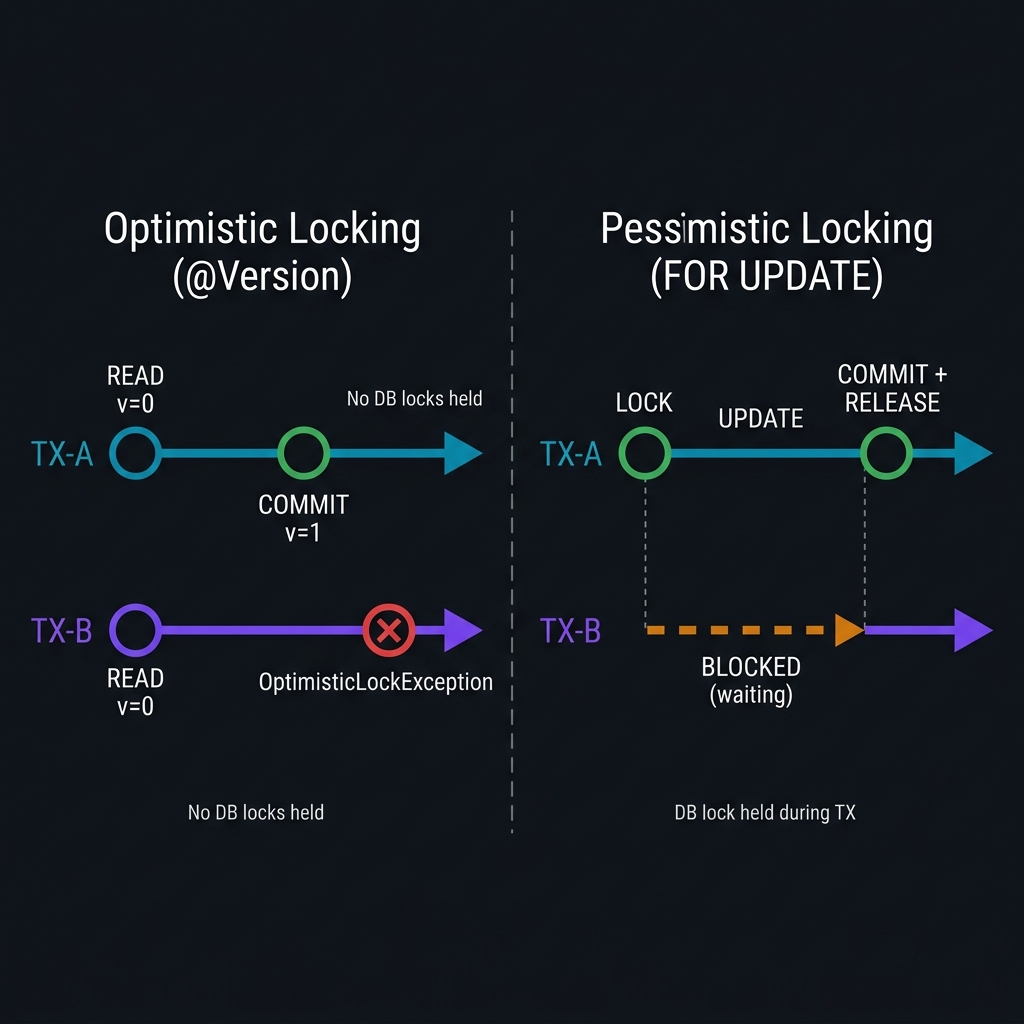 Optimistic Locking
(@Version)
READ
v=0
No DB locks held
TX-A
COMMIT
v=1
TX-B
READ
v=0
OptimisticLockException
No DB locks held
Pessimistic Locking
(FOR UPDATE)
LOCK
UPDATE
COMMIT +
RELEASE
TX-A
TX-B
BLOCKED
(waiting)
DB lock held during TX